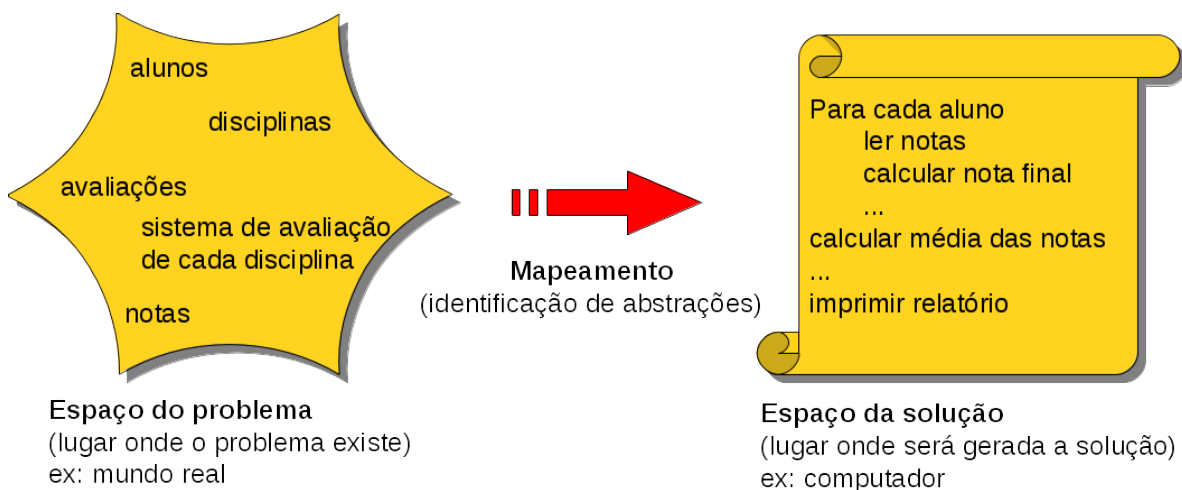 alunos
disciplinas
avaliações
sistema de avaliação
de cada disciplina
notas
Espaço do problema
(lugar onde o problema existe)
ex: mundo real
Mapeamento
(identificação de abstrações)
Para cada aluno
ler notas
calcular nota final
...
calcular média das notas
...
imprimir relatório
Espaço da solução
(lugar onde será gerada a solução)
ex: computador